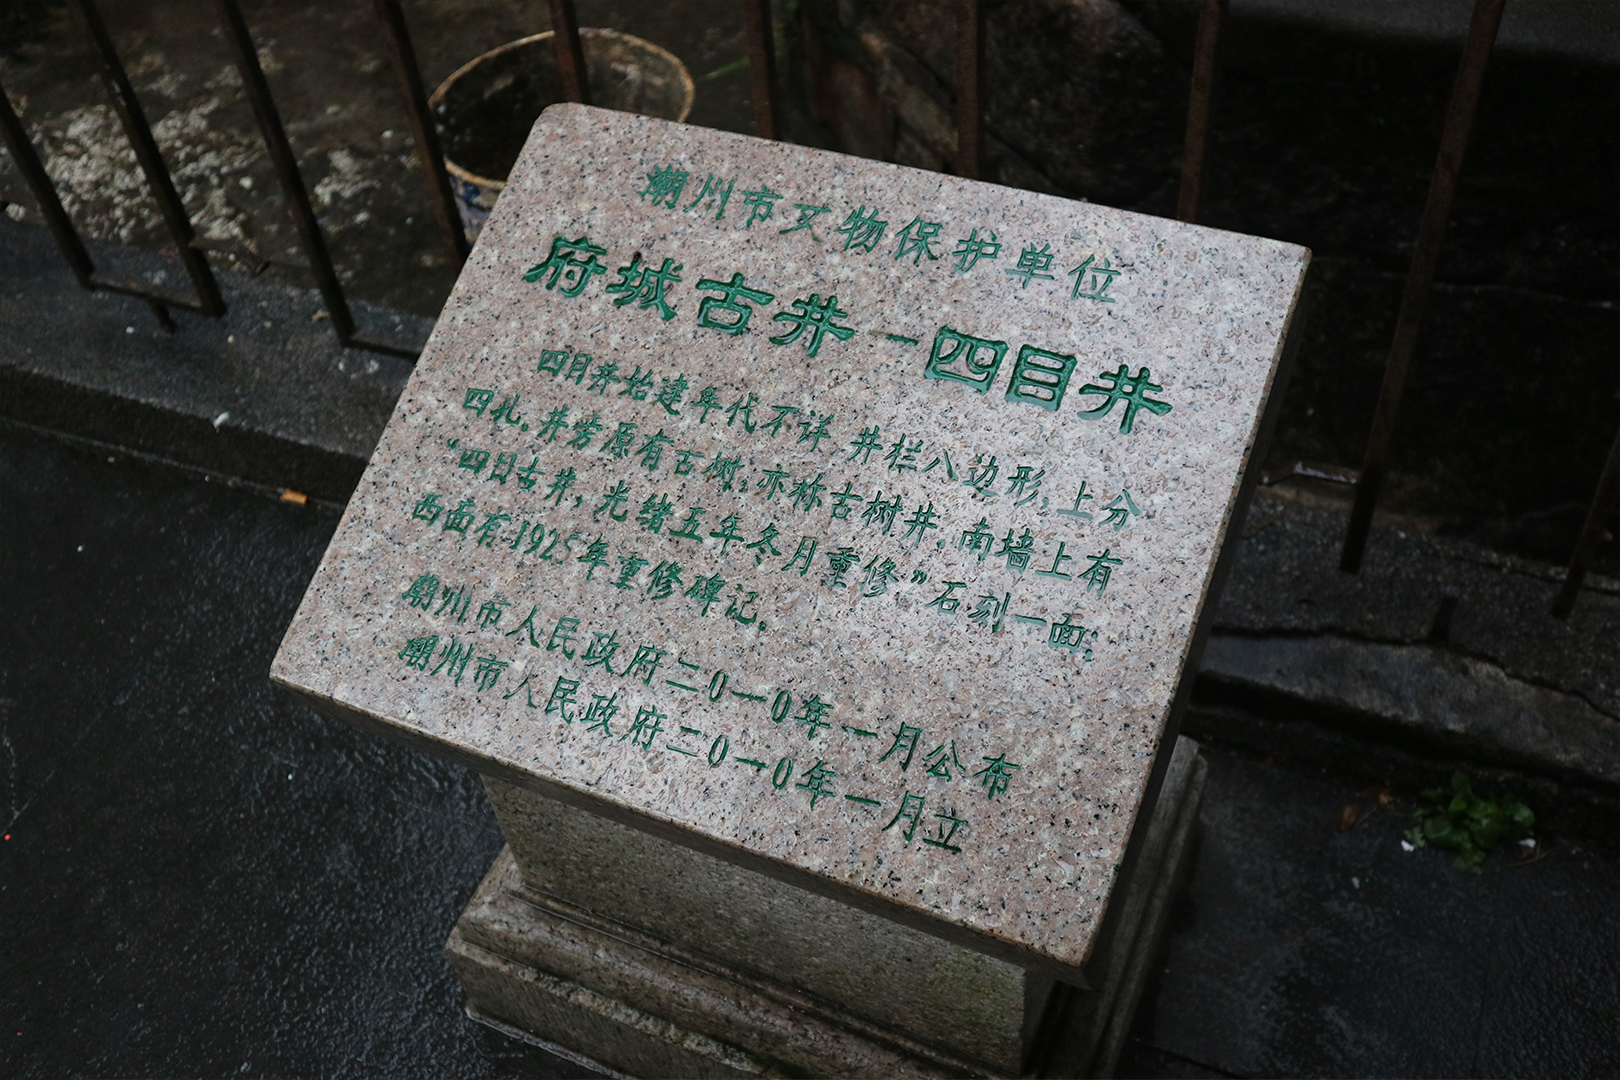 潮州市文物保护单位
府城古井－四目井
四目井始建年代不详，井栏八边形，上分
四孔。井旁原有古树；亦称古树井。南墙上有
“四目古井，光绪五年冬月重修”石刻一面；
西面有1925年重修碑记。
潮州市人民政府二0一0年一月公布
潮州市人民政府二0一0年一月立